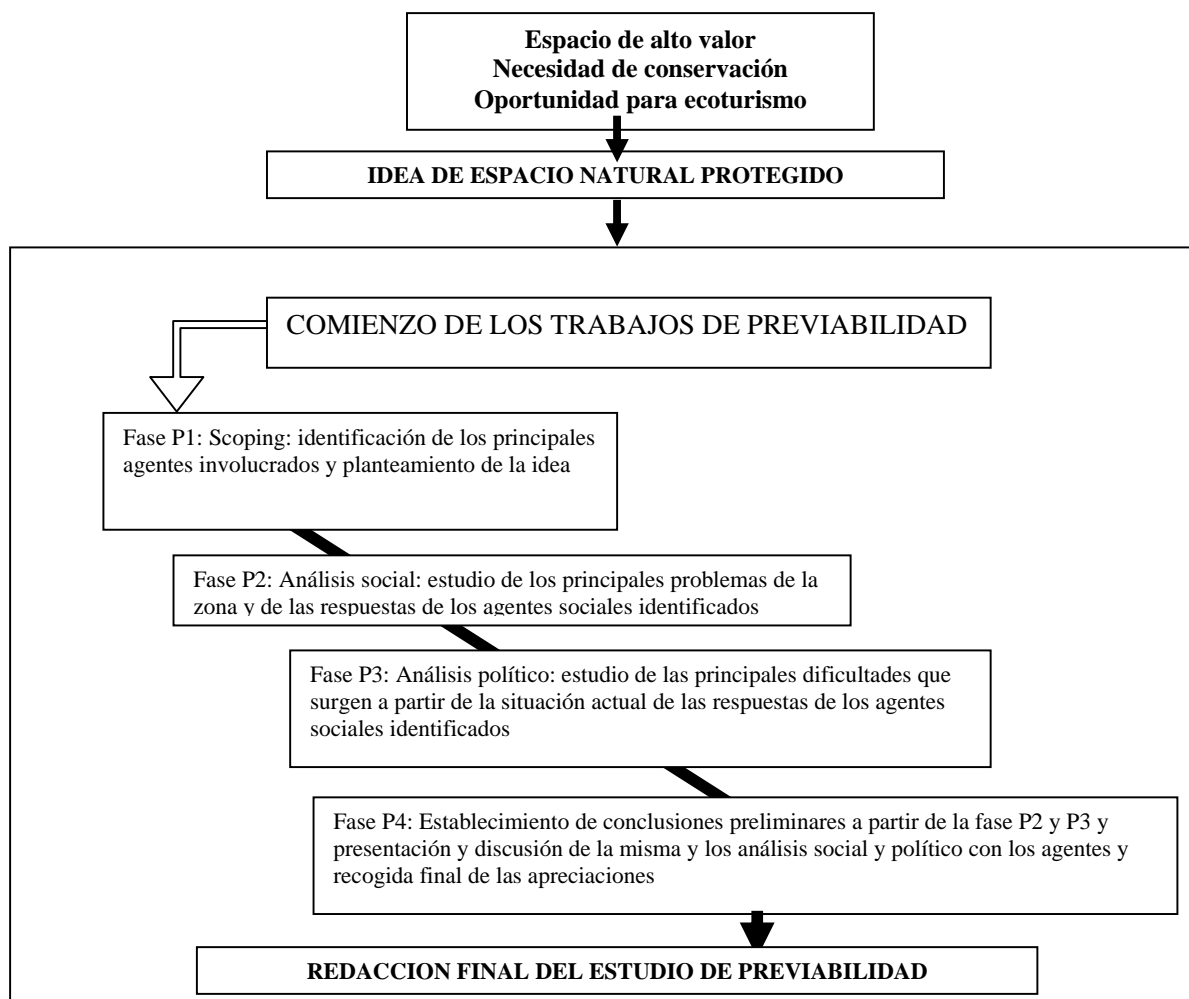 Espacio de alto valor
Necesidad de conservación
Oportunidad para ecoturismo
IDEA DE ESPACIO NATURAL PROTEGIDO
COMIENZO DE LOS TRABAJOS DE PREVIABILIDAD
Fase P1: Scoping: identificación de los principales
agentes involucrados y planteamiento de la idea
Fase P2: Análisis social: estudio de los principales problemas de la
zona y de las respuestas de los agentes sociales identificados
Fase P3: Análisis político: estudio de las principales dificultades que
surgen a partir de la situación actual de las respuestas de los agentes
sociales identificados
Fase P4: Establecimiento de conclusiones preliminares a partir de la fase P2 y P3 y
presentación y discusión de la misma y los análisis social y político con los agentes y
recogida final de las apreciaciones
REDACCION FINAL DEL ESTUDIO DE PREVIABILIDAD